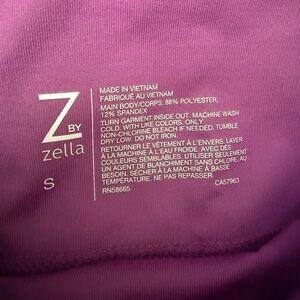 Z BY
zella
S
MADE IN VIETNAM
FABRIQUÉ AU VIETNAM
MAIN BODY/CORPS: 88% POLYESTER,
12% SPANDEX
TURN GARMENT INSIDE OUT. MACHINE WASH
COLD. WITH LIKE COLORS. ONLY
NON-CHLORINE BLEACH IF NEEDED. TUMBLE
DRY LOW. DO NOT IRON.
RETOURNER LE VÊTEMENT À L'ENVERS. LAVER
À LA MACHINE À L'EAU FROIDE. AVEC DES
COULEURS SEMBLABLES. UTILISER SEULEMENT
UN AGENT DE BLANCHIMENT SANS CHLORE, AU
BESOIN. SÉCHER À LA MACHINE À BASSE
TEMPÉRATURE. NE PAS REPASSER.
RN58665 CA57963